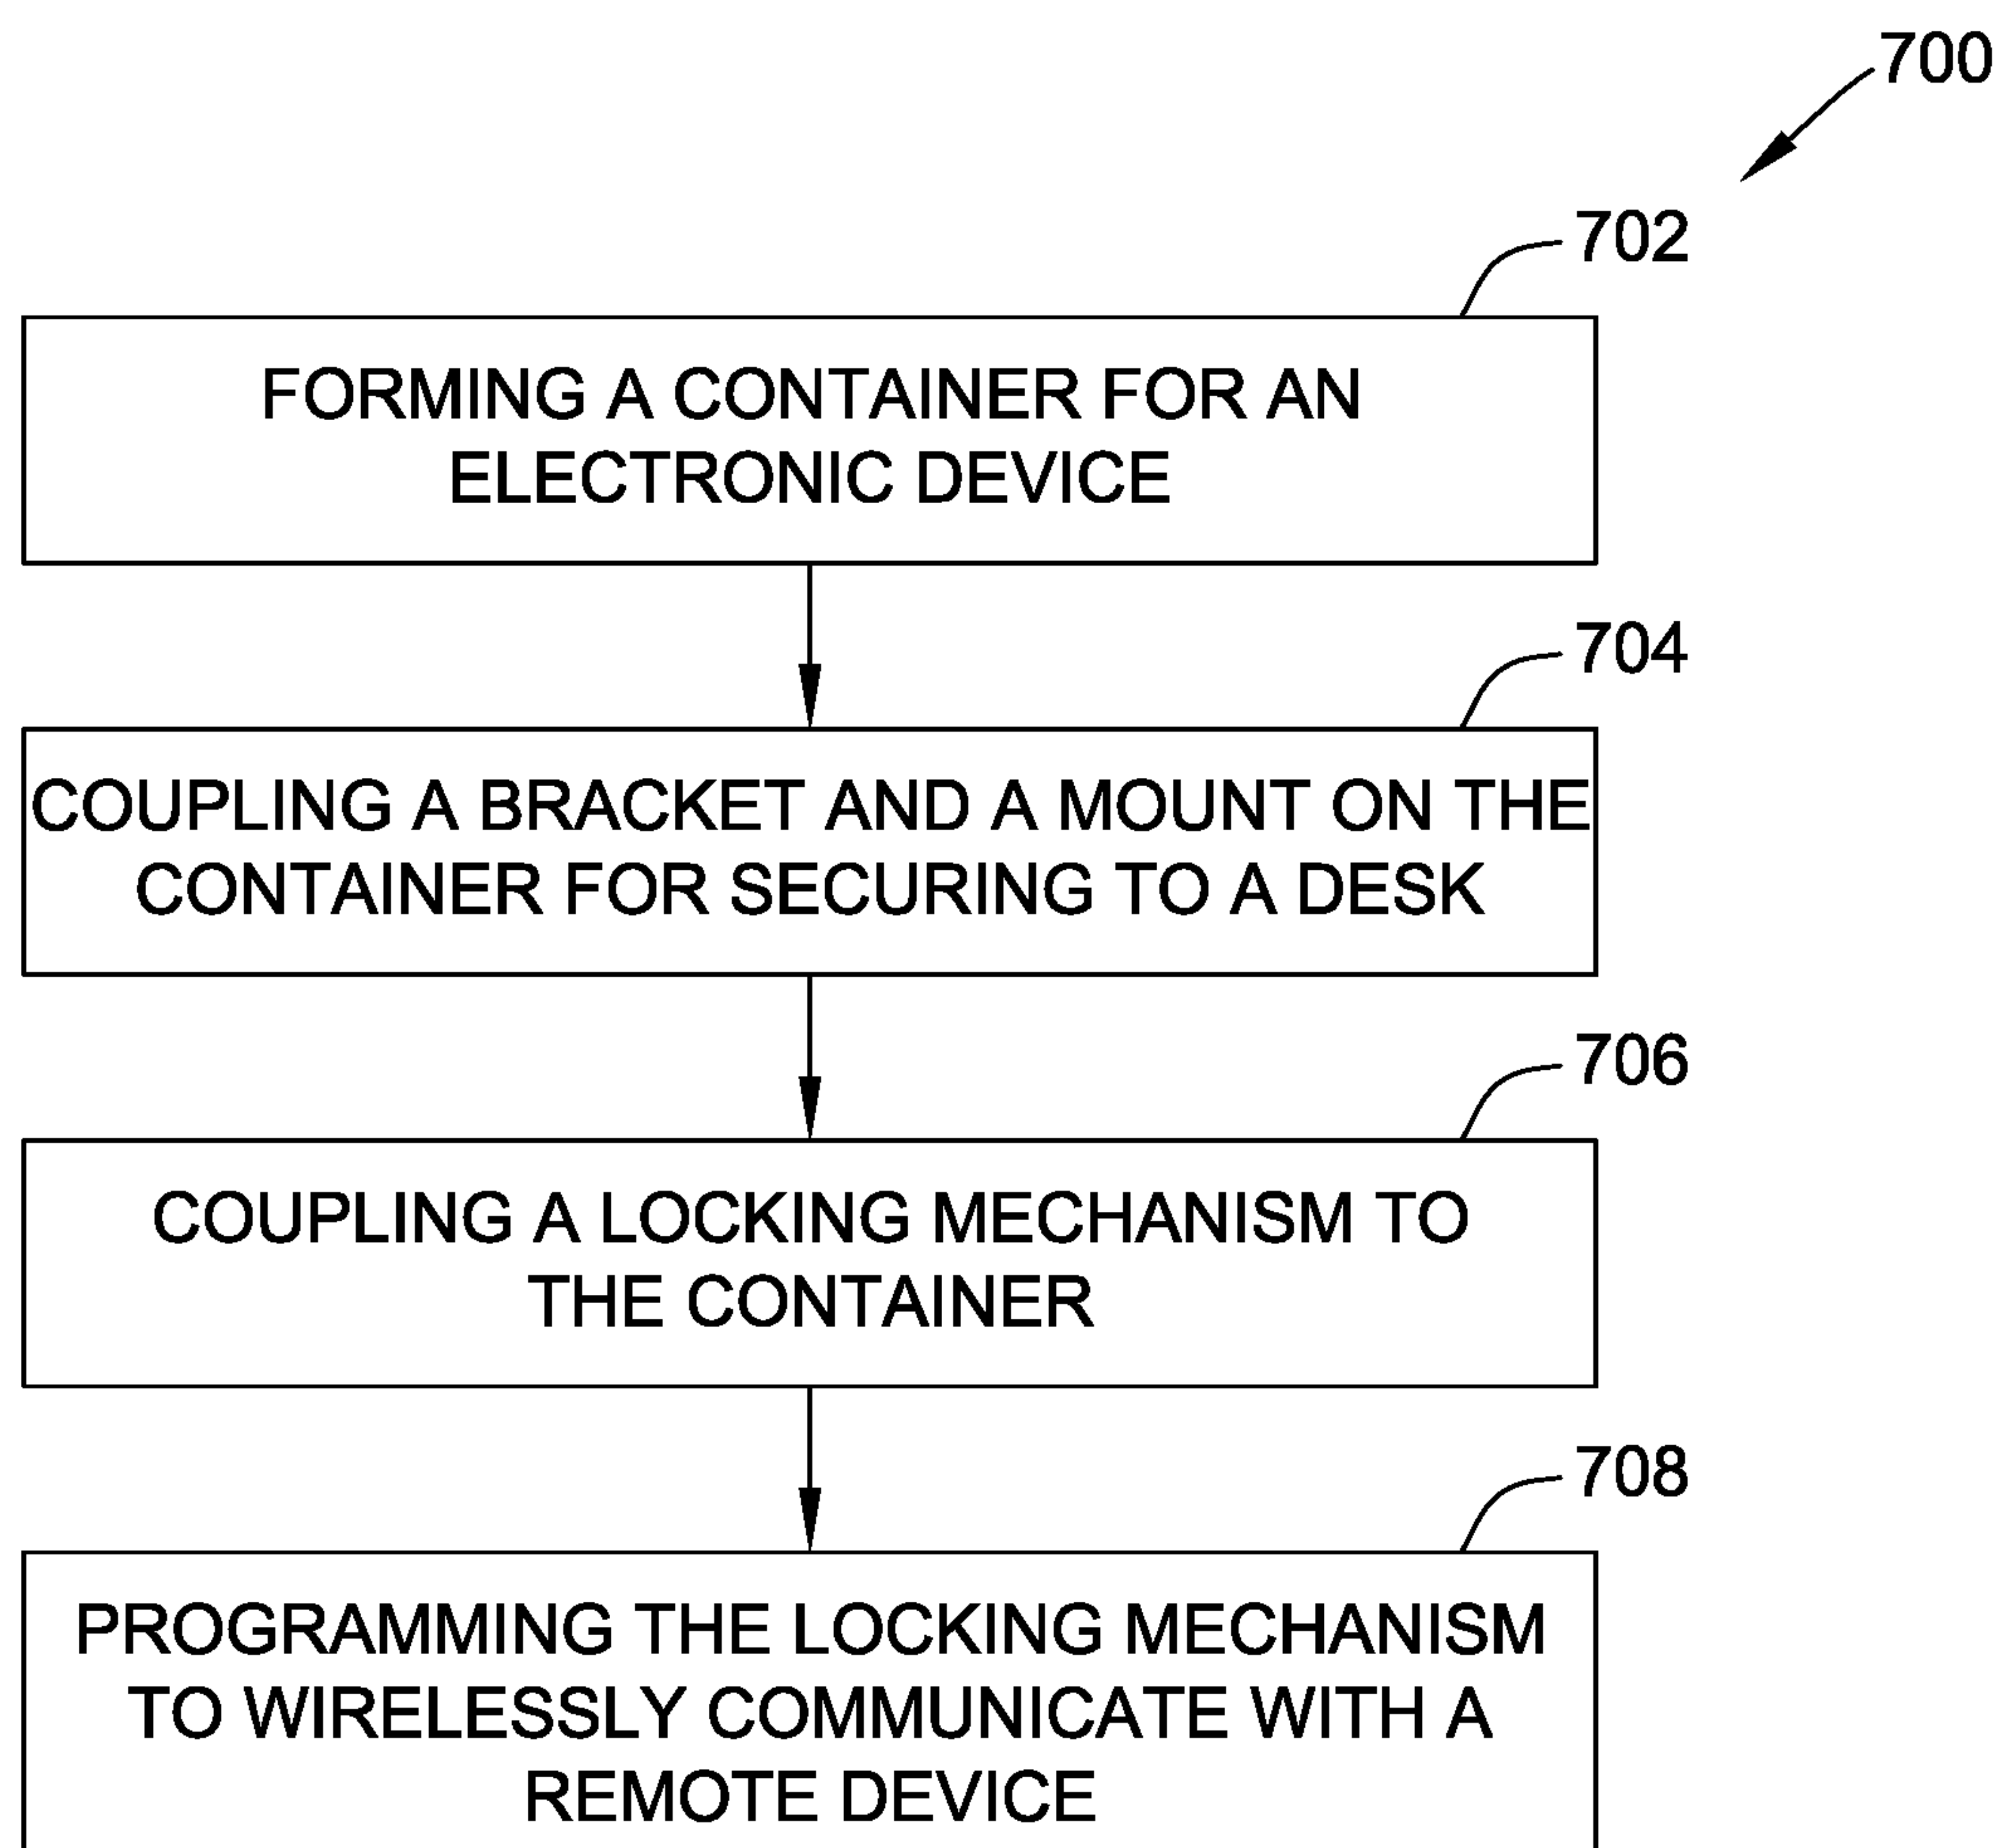 700
702
FORMING A CONTAINER FOR AN
ELECTRONIC DEVICE
704
COUPLING A BRACKET AND A MOUNT ON THE
CONTAINER FOR SECURING TO A DESK
706
COUPLING A LOCKING MECHANISM TO
THE CONTAINER
708
PROGRAMMING THE LOCKING MECHANISM
TO WIRELESSLY COMMUNICATE WITH A
REMOTE DEVICE